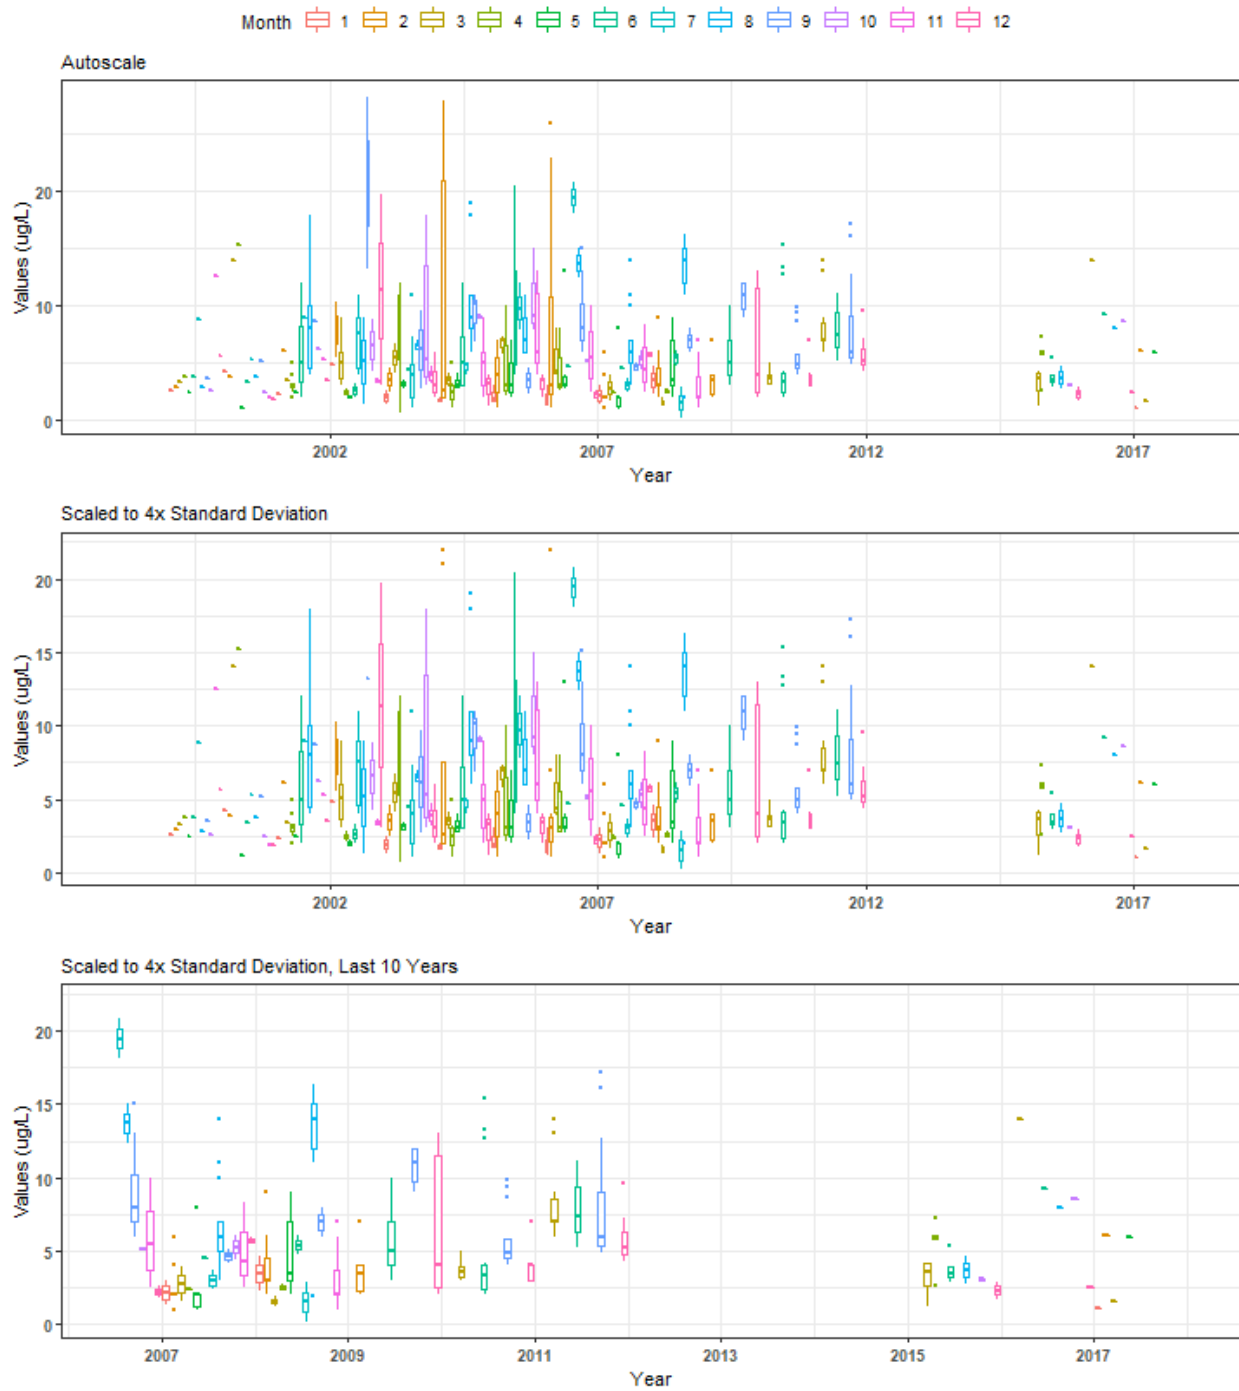 Month 1 2 3 4 5 6 7 8 9 10 11 12
Autoscale
Values (ug/L)
20
10
0
2002 2007 2012 2017
Year
Scaled to 4x Standard Deviation
Values (ug/L)
20
15
10
5
0
2002 2007 2012 2017
Year
Scaled to 4x Standard Deviation, Last 10 Years
Values (ug/L)
20
15
10
5
0
2007 2009 2011 2013 2015 2017
Year